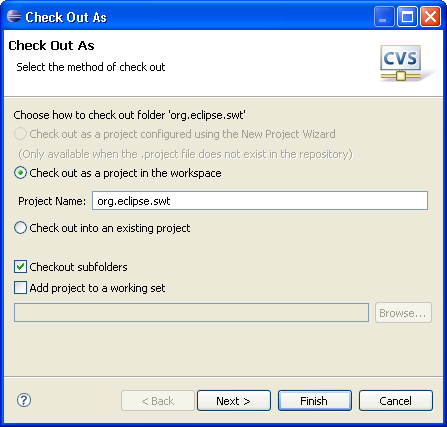 Check Out As
Check Out As
Select the method of check out
CVS
Choose how to check out folder 'org.eclipse.swt'
Check out as a project configured using the New Project Wizard
(Only available when the .project file does not exist in the repository)
Check out as a project in the workspace
Project Name: org.eclipse.swt
Check out into an existing project
Checkout subfolders
Add project to a working set
Browse...
? < Back Next > Finish Cancel